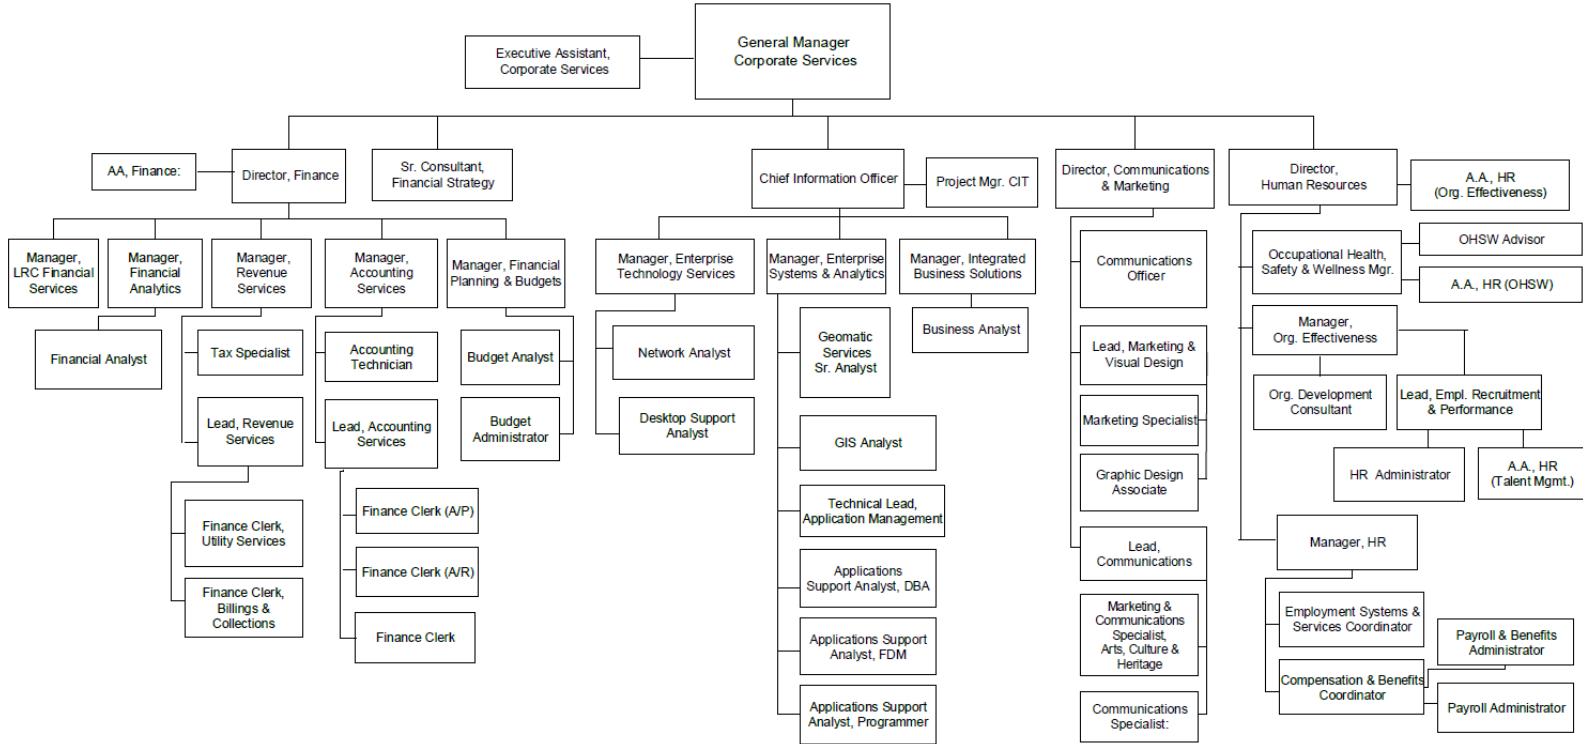 General Manager
Corporate Services
Executive Assistant,
Corporate Services
AA, Finance:
Director, Finance
Sr. Consultant,
Financial Strategy
Chief Information Officer
Project Mgr. CIT
Director, Communications
& Marketing
Director,
Human Resources
A.A., HR
(Org. Effectiveness)
Manager,
LRC Financial
Services
Manager,
Financial
Analytics
Manager,
Revenue
Services
Manager,
Accounting
Services
Manager, Financial
Planning & Budgets
Manager, Enterprise
Technology Services
Manager, Enterprise
Systems & Analytics
Manager, Integrated
Business Solutions
Communications
Officer
Occupational Health,
Safety & Wellness Mgr.
OHSW Advisor
A.A., HR (OHSW)
Financial Analyst
Tax Specialist
Accounting
Technician
Budget Analyst
Network Analyst
Geomatic
Services
Sr. Analyst
Business Analyst
Lead, Marketing &
Visual Design
Manager,
Org. Effectiveness
Lead, Revenue
Services
Lead, Accounting
Services
Budget
Administrator
Desktop Support
Analyst
GIS Analyst
Marketing Specialist
Graphic Design
Associate
Org. Development
Consultant
Lead, Empl. Recruitment
& Performance
HR Administrator
A.A., HR
(Talent Mgmt.)
Finance Clerk,
Utility Services
Finance Clerk,
Billings &
Collections
Finance Clerk (A/P)
Finance Clerk (A/R)
Finance Clerk
Technical Lead,
Application Management
Applications
Support Analyst, DBA
Applications Support
Analyst, FDM
Applications Support
Analyst, Programmer
Lead,
Communications
Marketing &
Communications
Specialist,
Arts, Culture &
Heritage
Communications
Specialist:
Manager, HR
Employment Systems &
Services Coordinator
Compensation & Benefits
Coordinator
Payroll & Benefits
Administrator
Payroll Administrator